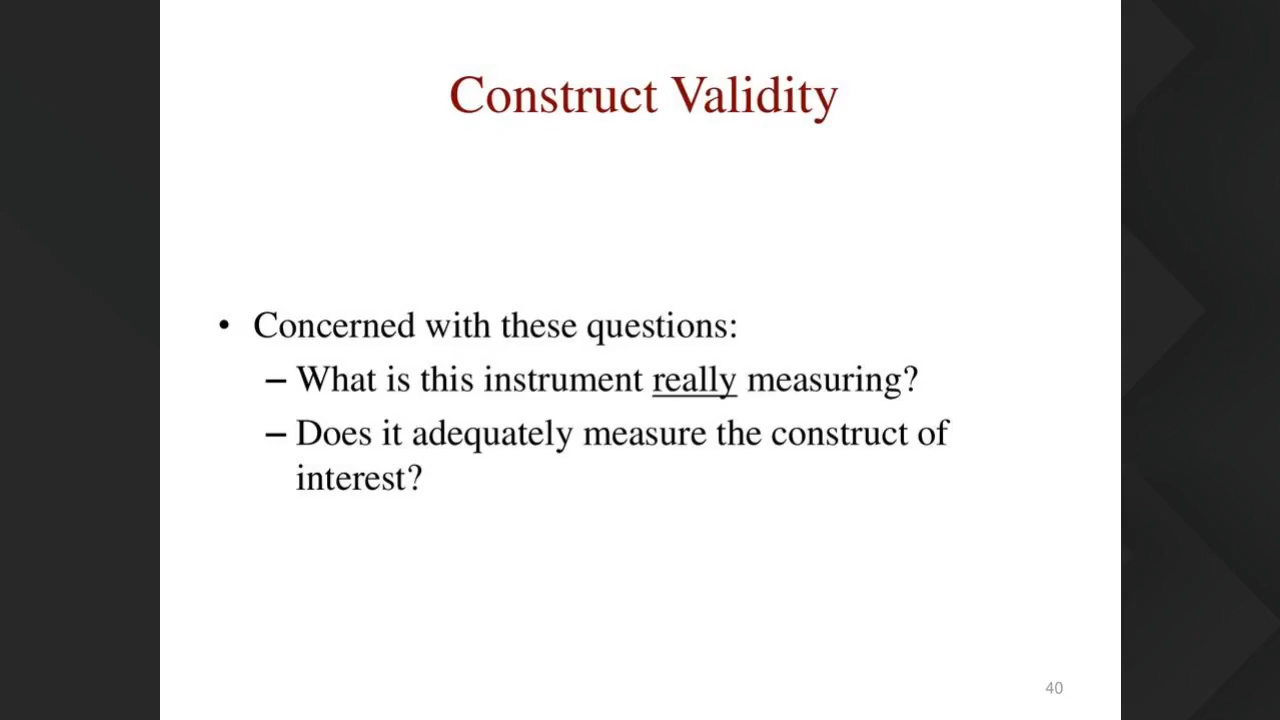 Construct Validity
• Concerned with these questions:
– What is this instrument really measuring?
– Does it adequately measure the construct of
interest?
40